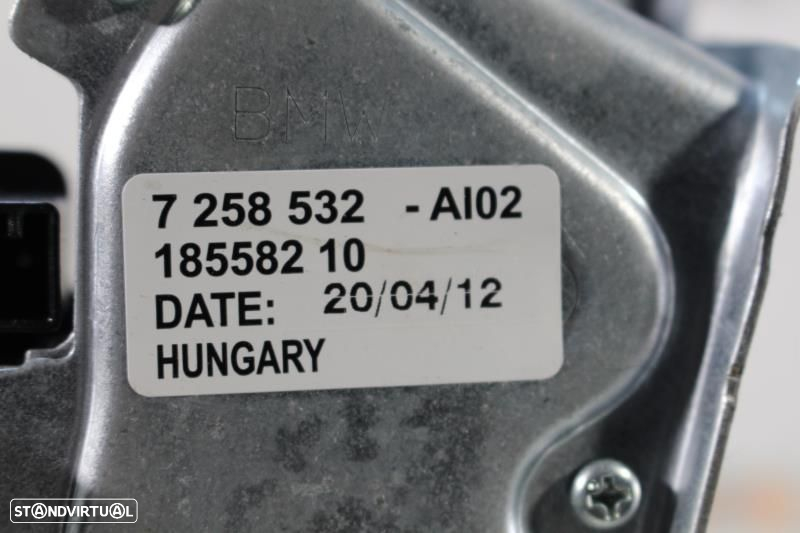 BMW
7 258 532 - AI02
185582 10
DATE: 20/04/12
HUNGARY
STANDVIRTUAL